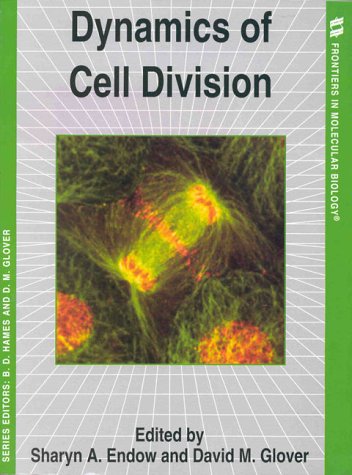 Dynamics of
Cell Division
FRONTIERS IN MOLECULAR BIOLOGY®
SERIES EDITORS: B. D. HAMES AND D. M. GLOVER
Edited by
Sharyn A. Endow and David M. Glover